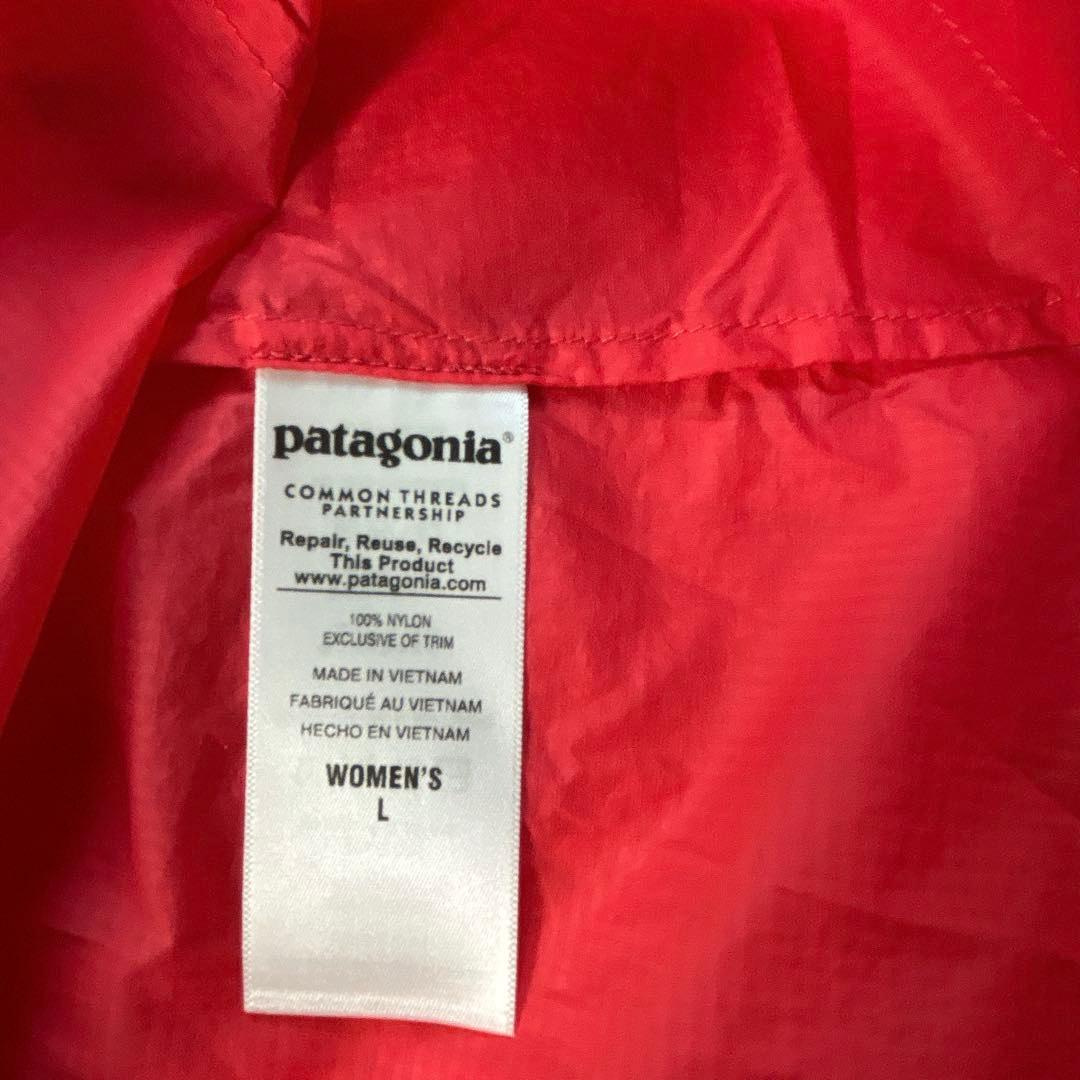 patagonia®
COMMON THREADS
PARTNERSHIP
Repair, Reuse, Recycle
This Product
www.patagonia.com
100% NYLON
EXCLUSIVE OF TRIM
MADE IN VIETNAM
FABRIQUÉ AU VIETNAM
HECHO EN VIETNAM
WOMEN'S
L